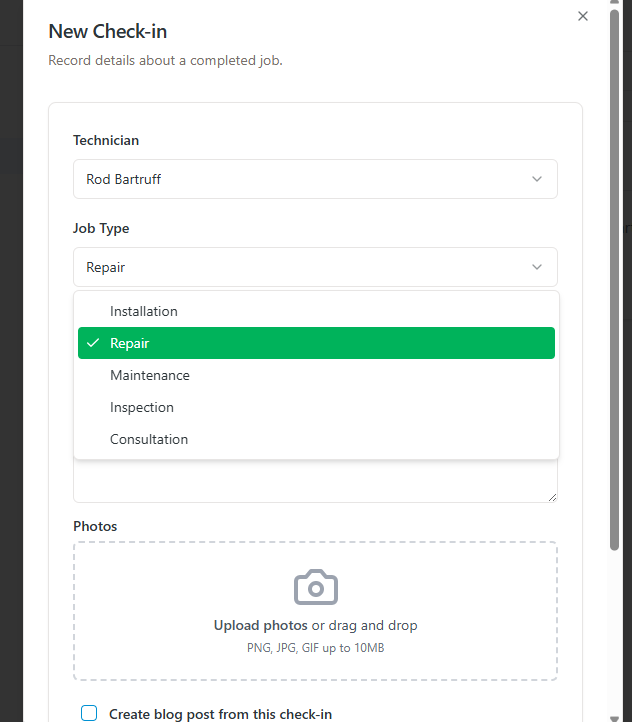 New Check-in
Record details about a completed job.
Technician
Rod Bartruff
Job Type
Repair
Installation
Repair
Maintenance
Inspection
Consultation
Photos
Upload photos or drag and drop
PNG, JPG, GIF up to 10MB
Create blog post from this check-in